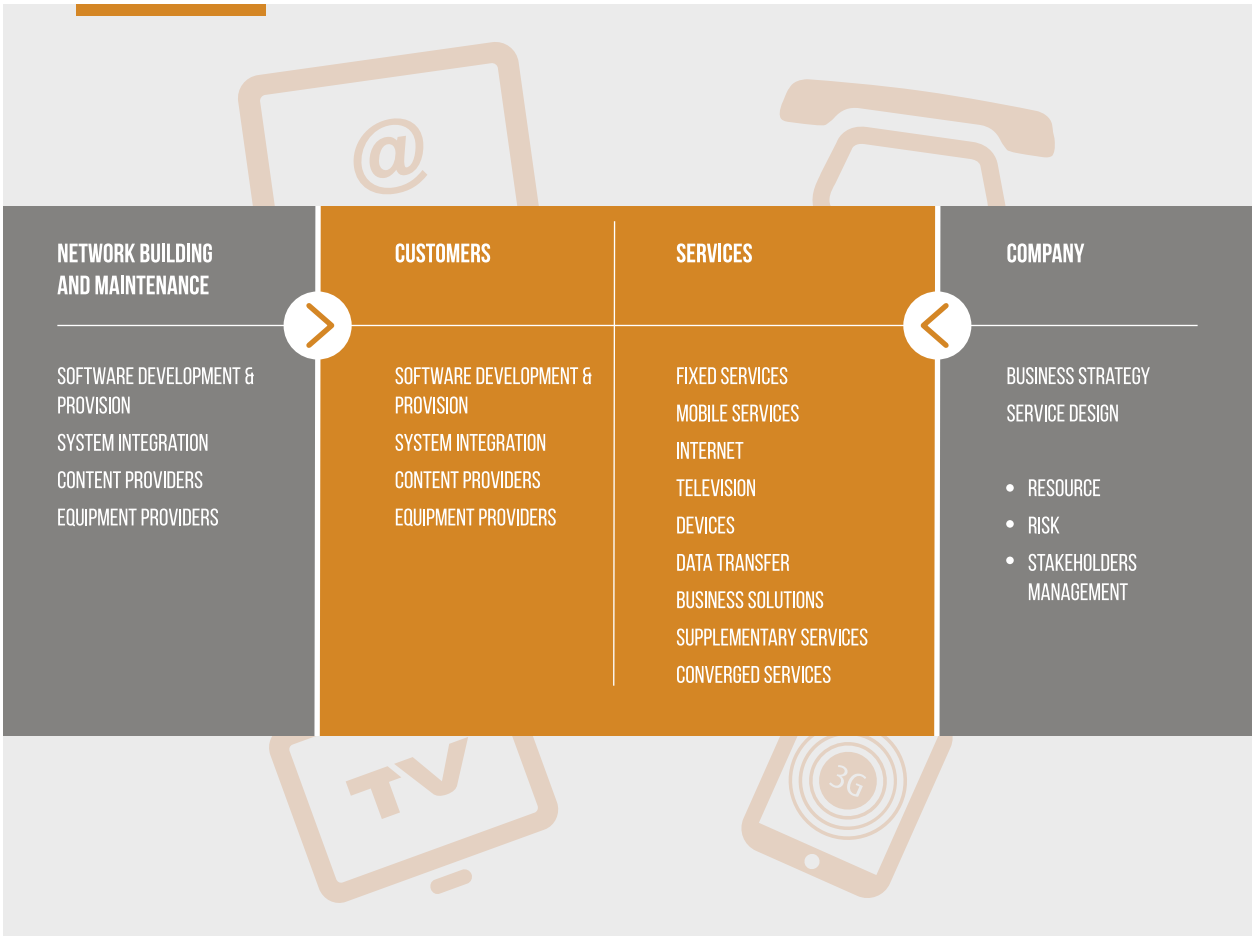 @
NETWORK BUILDING
AND MAINTENANCE
SOFTWARE DEVELOPMENT &
PROVISION
SYSTEM INTEGRATION
CONTENT PROVIDERS
EQUIPMENT PROVIDERS
CUSTOMERS
SOFTWARE DEVELOPMENT &
PROVISION
SYSTEM INTEGRATION
CONTENT PROVIDERS
EQUIPMENT PROVIDERS
SERVICES
FIXED SERVICES
MOBILE SERVICES
INTERNET
TELEVISION
DEVICES
DATA TRANSFER
BUSINESS SOLUTIONS
SUPPLEMENTARY SERVICES
CONVERGED SERVICES
COMPANY
BUSINESS STRATEGY
SERVICE DESIGN
• RESOURCE
• RISK
• STAKEHOLDERS
MANAGEMENT
TV
3G